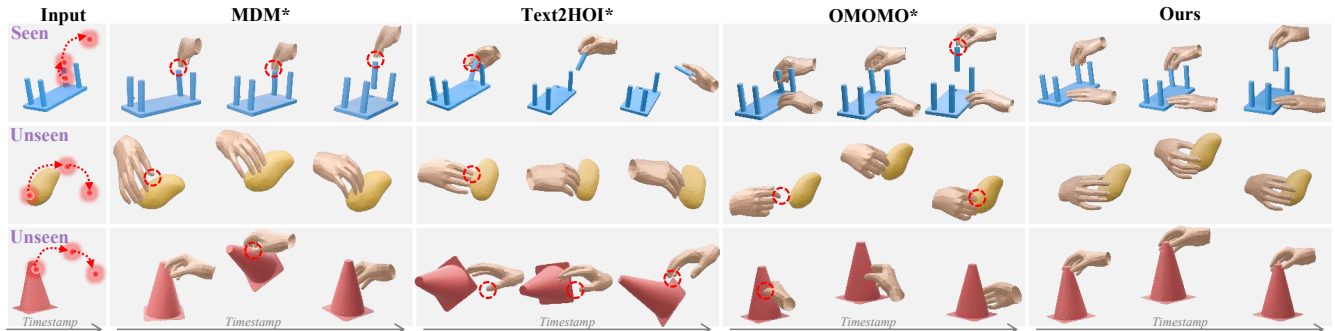 Input MDM* Text2HOI* OMOMO* Ours
Seen
Unseen
Unseen
Timestamp Timestamp Timestamp Timestamp Timestamp